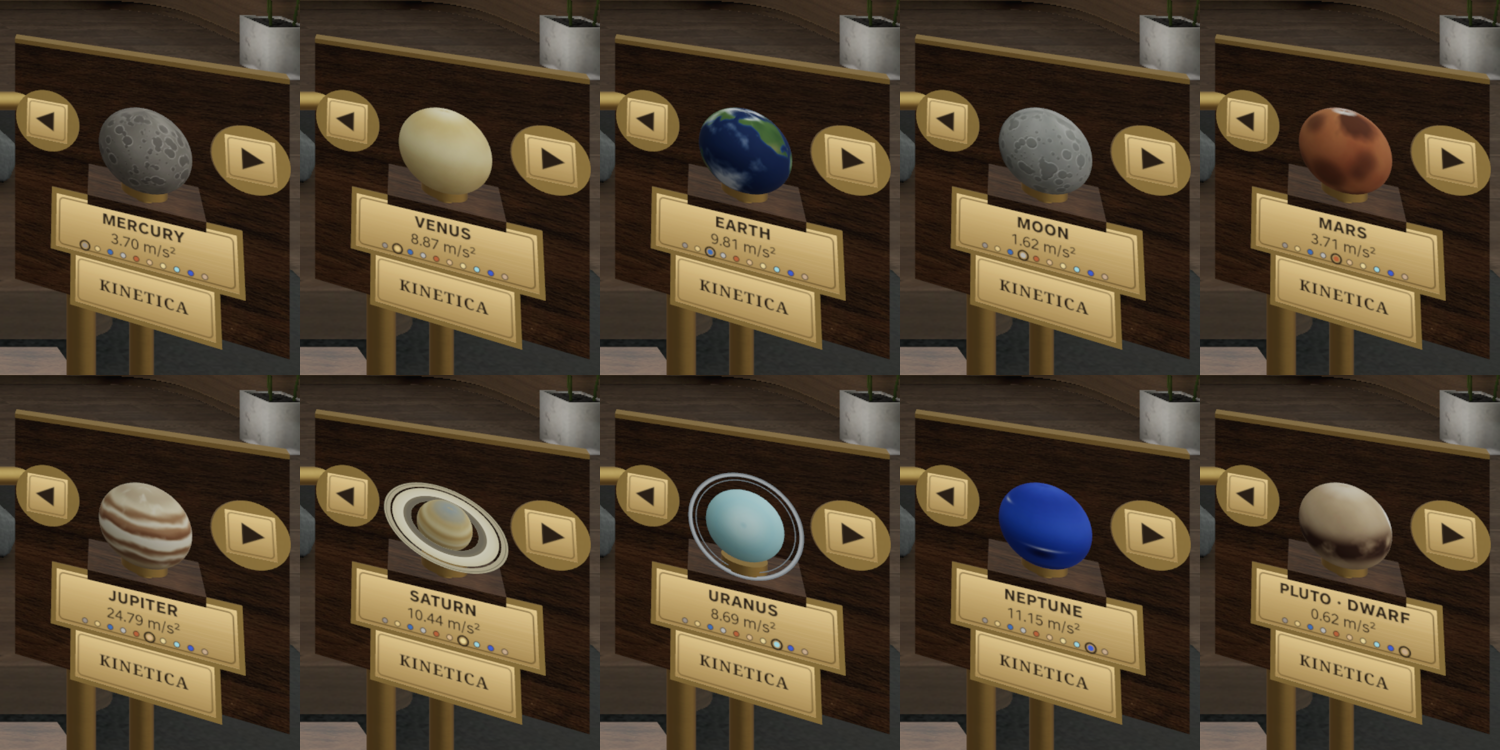 MERCURY
3.70 m/s²
KINETICA
VENUS
8.87 m/s²
KINETICA
EARTH
9.81 m/s²
KINETICA
MOON
1.62 m/s²
KINETICA
MARS
3.71 m/s²
KINETICA
JUPITER
24.79 m/s²
KINETICA
SATURN
10.44 m/s²
KINETICA
URANUS
8.69 m/s²
KINETICA
NEPTUNE
11.15 m/s²
KINETICA
PLUTO · DWARF
0.62 m/s²
KINETICA